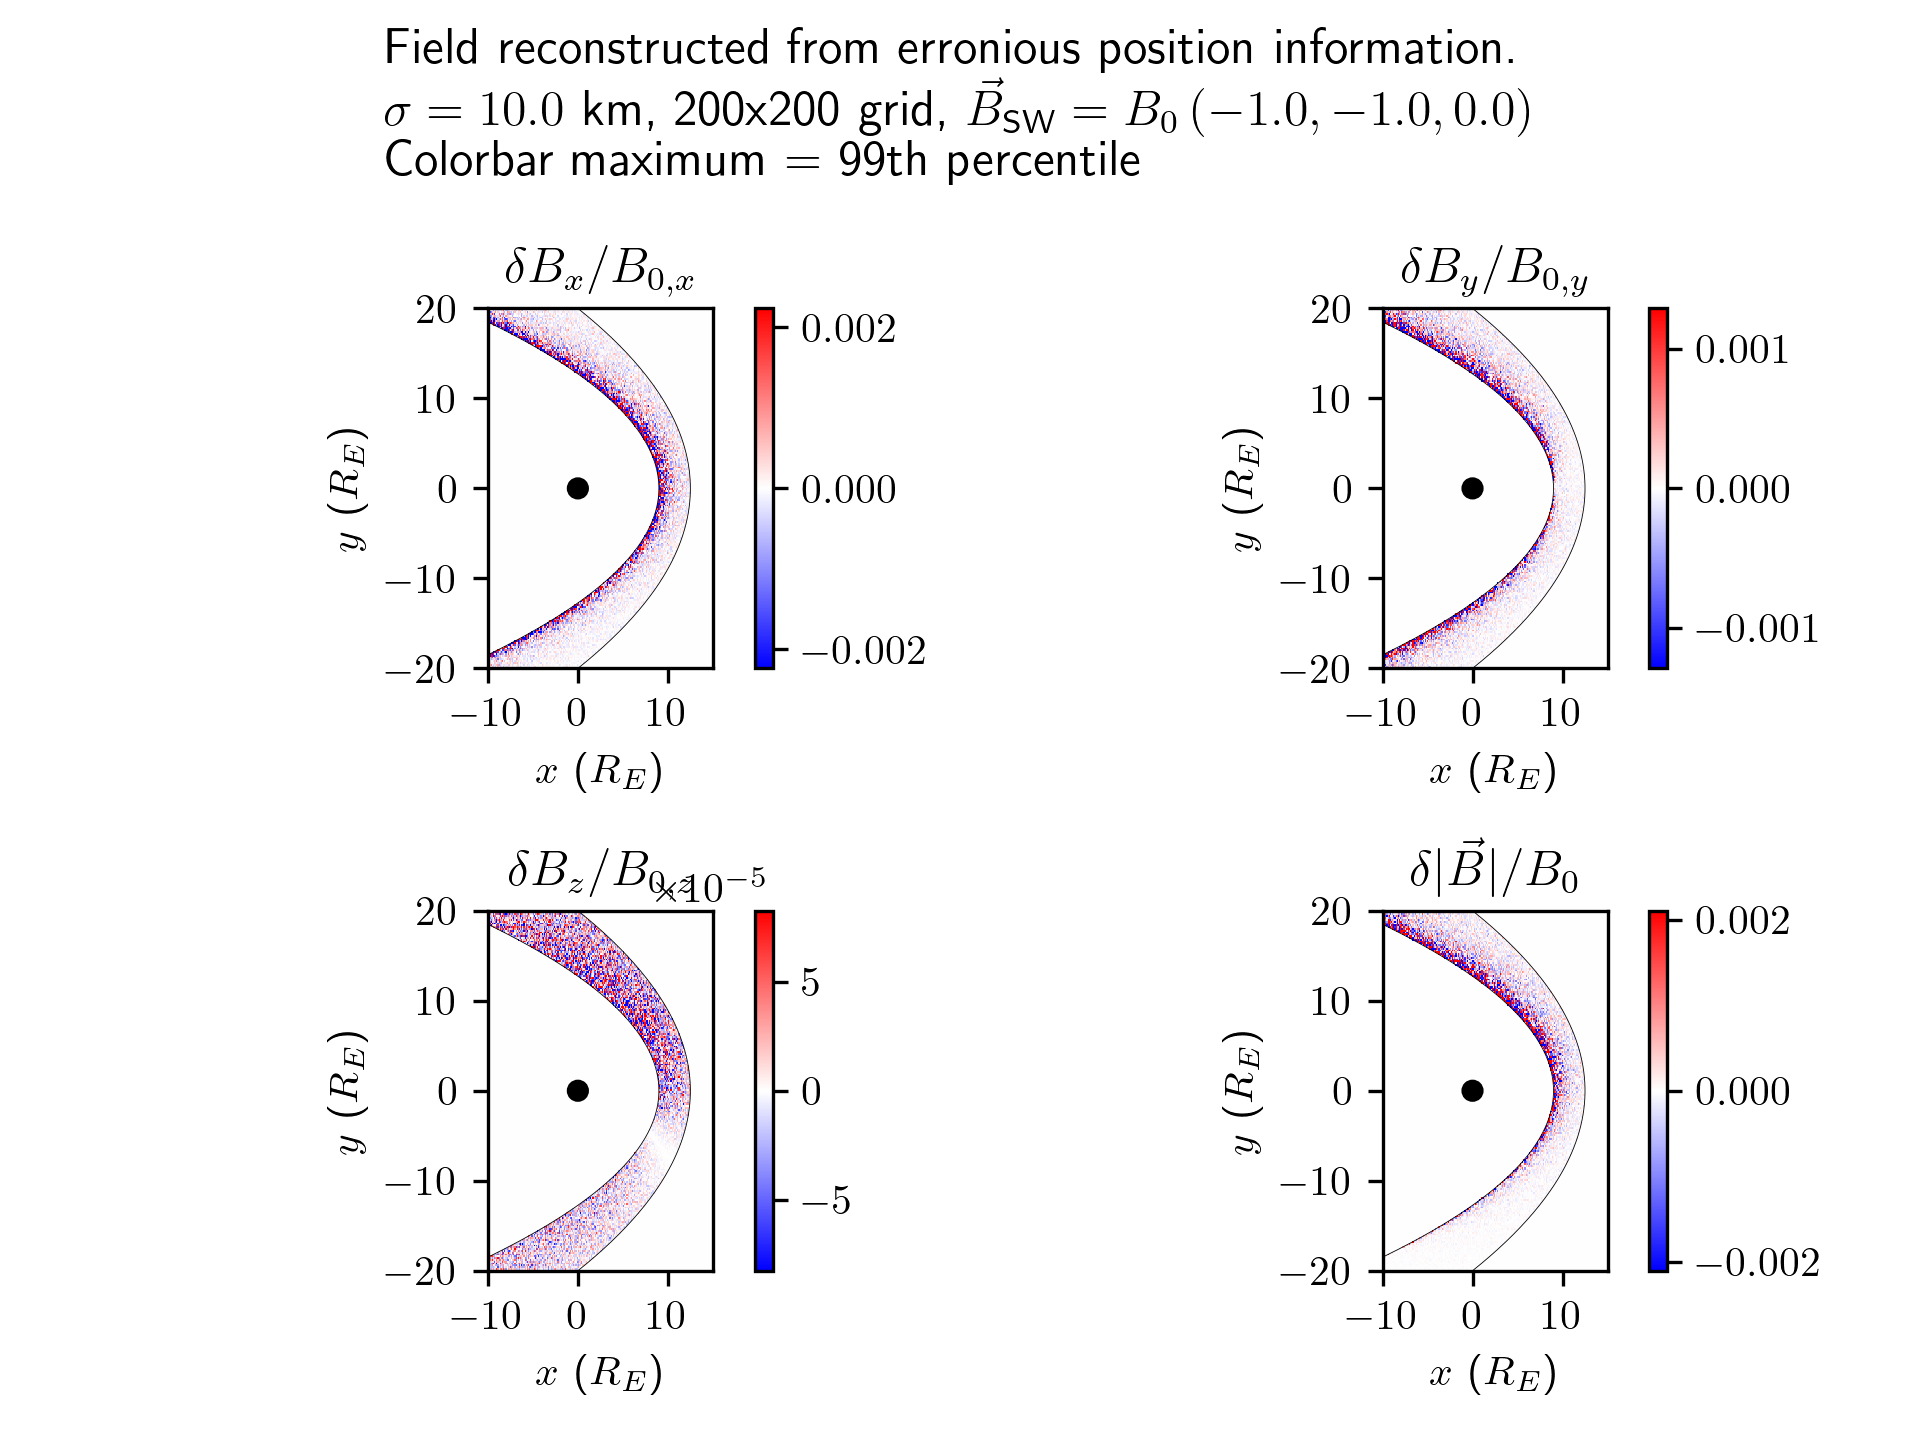 Field reconstructed from erronious position information.
σ = 10.0 km, 200x200 grid, B⃗_SW = B₀ (−1.0, −1.0, 0.0)
Colorbar maximum = 99th percentile
δB_x/B_{0,x}
20
10
0
−10
−20
y (R_E)
−10 0 10
x (R_E)
0.002
0.000
−0.002
δB_y/B_{0,y}
20
10
0
−10
−20
y (R_E)
−10 0 10
x (R_E)
0.001
0.000
−0.001
δB_z/B_{0,z}
×10⁻⁵
20
10
0
−10
−20
y (R_E)
−10 0 10
x (R_E)
5
0
−5
δ|B⃗|/B₀
20
10
0
−10
−20
y (R_E)
−10 0 10
x (R_E)
0.002
0.000
−0.002